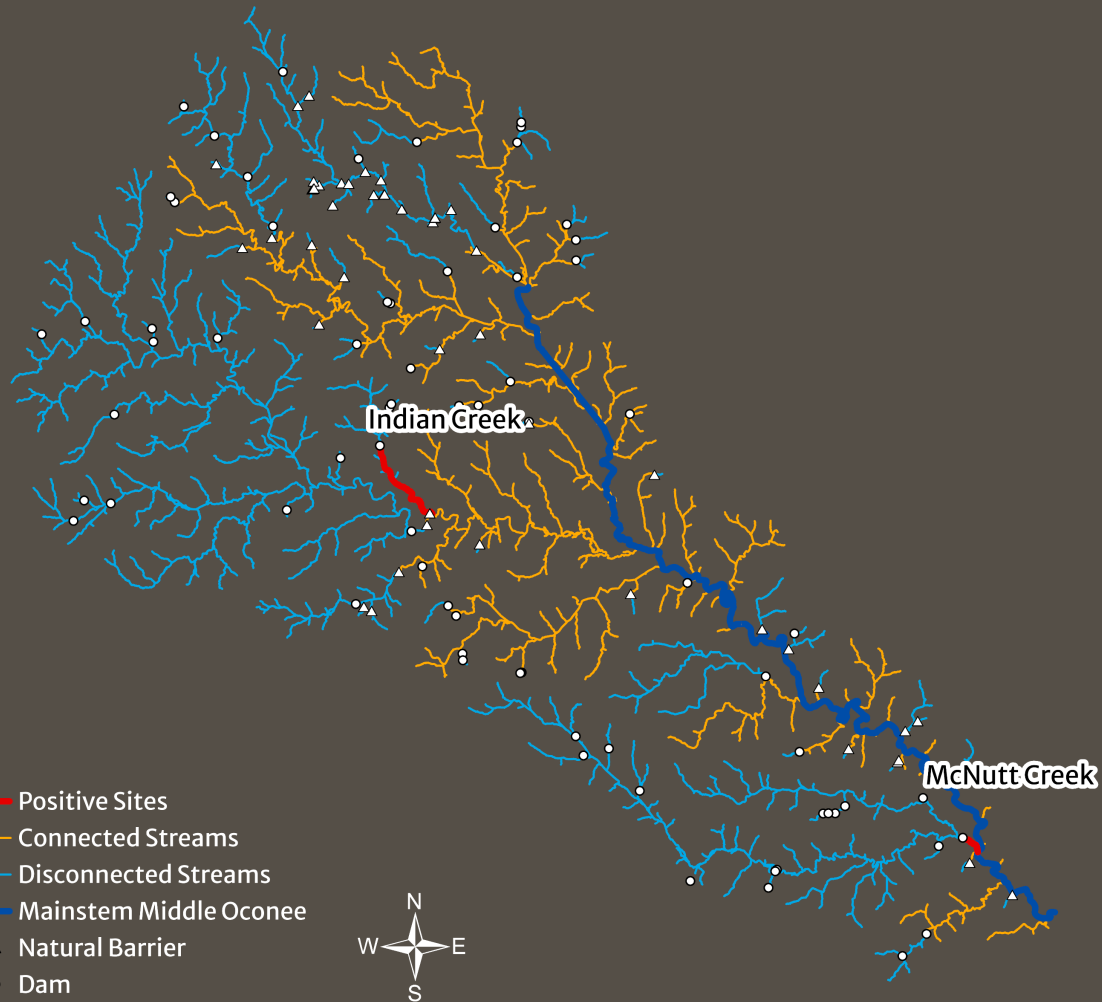 Indian Creek
McNutt Creek
Positive Sites
Connected Streams
Disconnected Streams
Mainstem Middle Oconee
Natural Barrier
Dam
N
W E
S